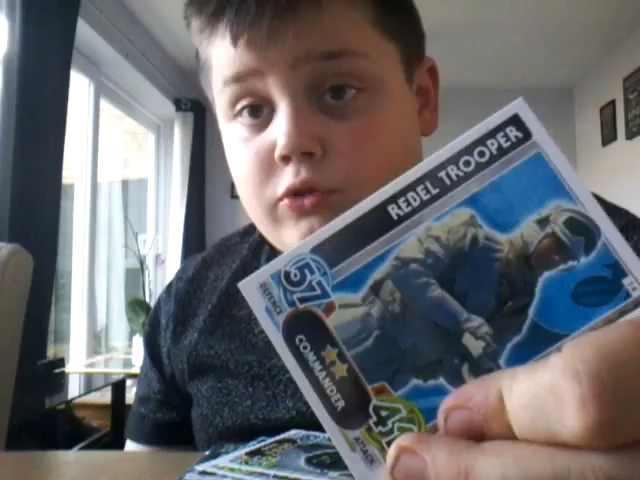 REBEL TROOPER
57
DEFENCE
COMMANDER
ATTACK